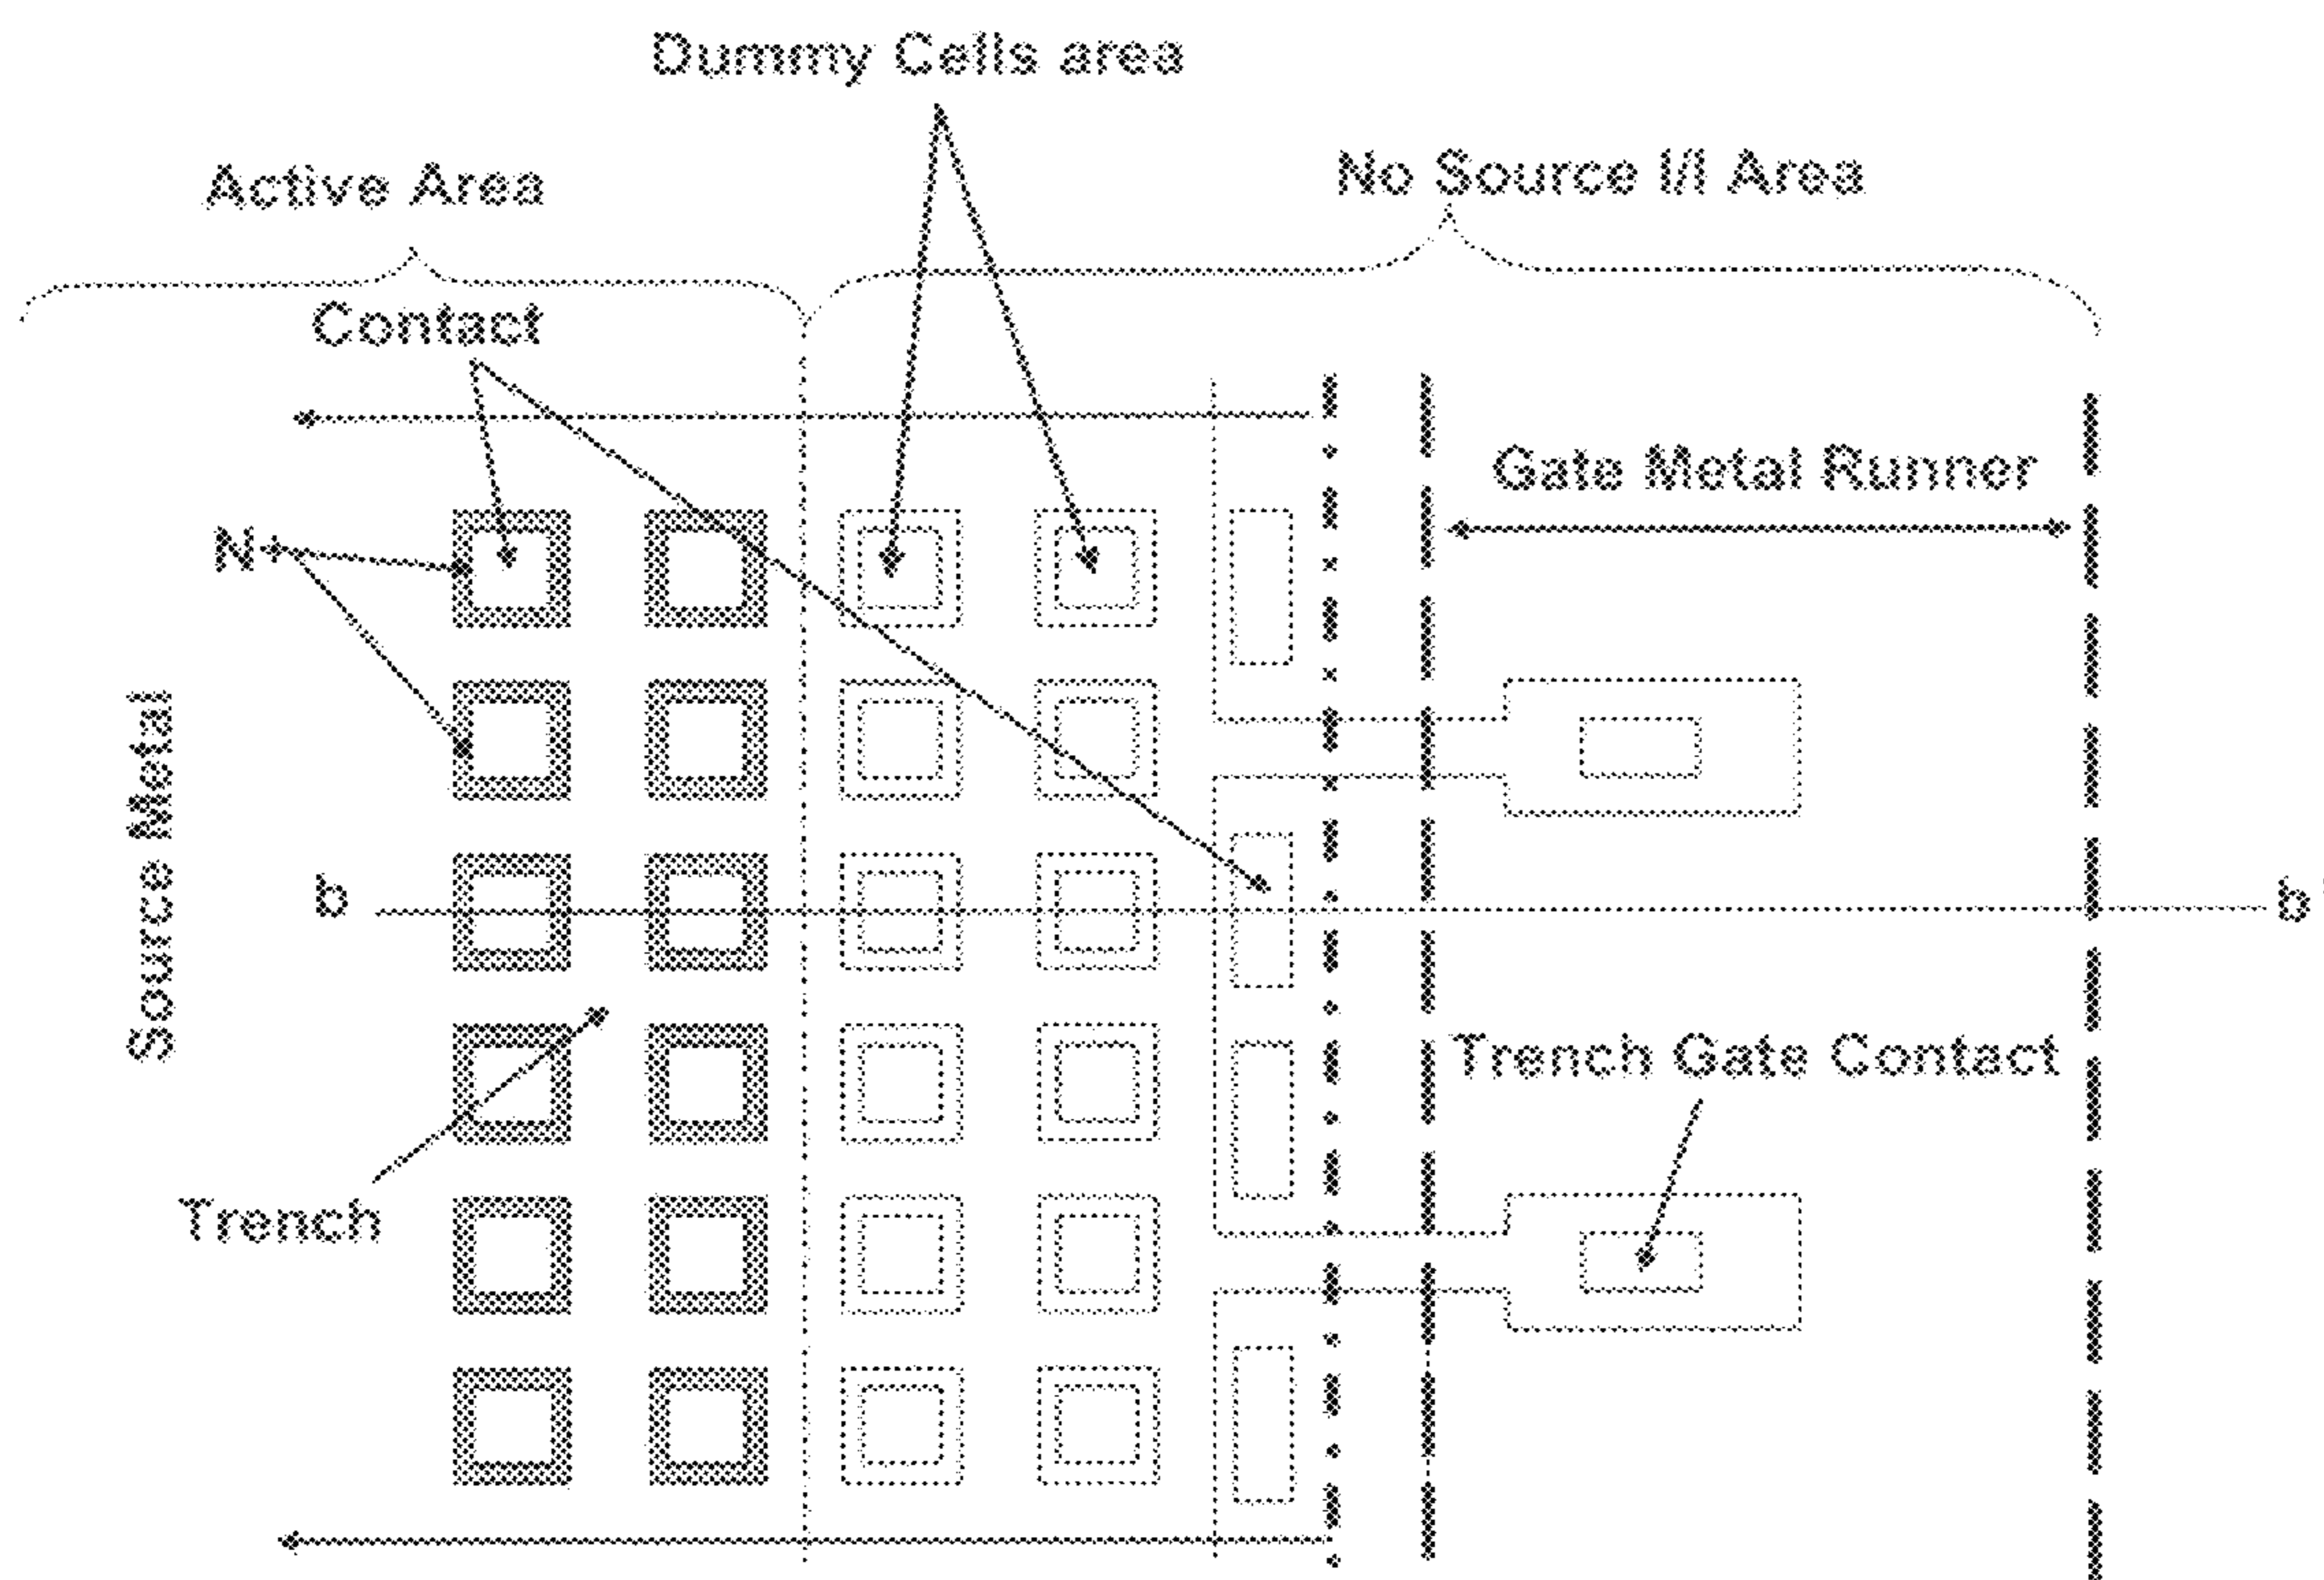 Dummy Cells area
Active Area
No Source I/I Area
Contact
Gate Metal Runner
N+
Source Metal
b
b'
Trench Gate Contact
Trench